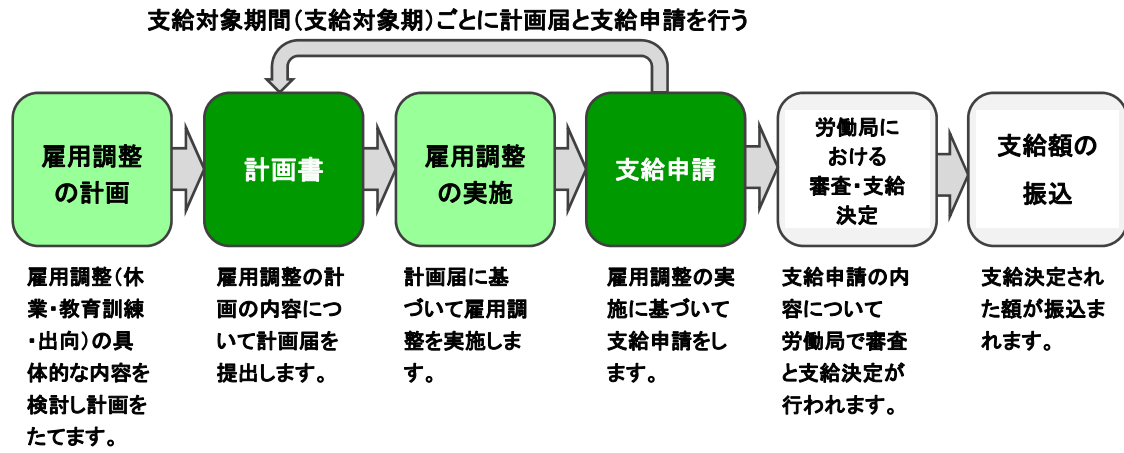 支給対象期間(支給対象期)ごとに計画届と支給申請を行う
雇用調整
の計画
計画書
雇用調整
の実施
支給申請
労働局に
おける
審査・支給
決定
支給額の
振込
雇用調整(休
業・教育訓練
・出向)の具
体的な内容を
検討し計画を
たてます。
雇用調整の計
画の内容につ
いて計画届を
提出します。
計画届に基
づいて雇用調
整を実施しま
す。
雇用調整の実
施に基づいて
支給申請をし
ます。
支給申請の内
容について
労働局で審査
と支給決定が
行われます。
支給決定され
た額が振込ま
れます。